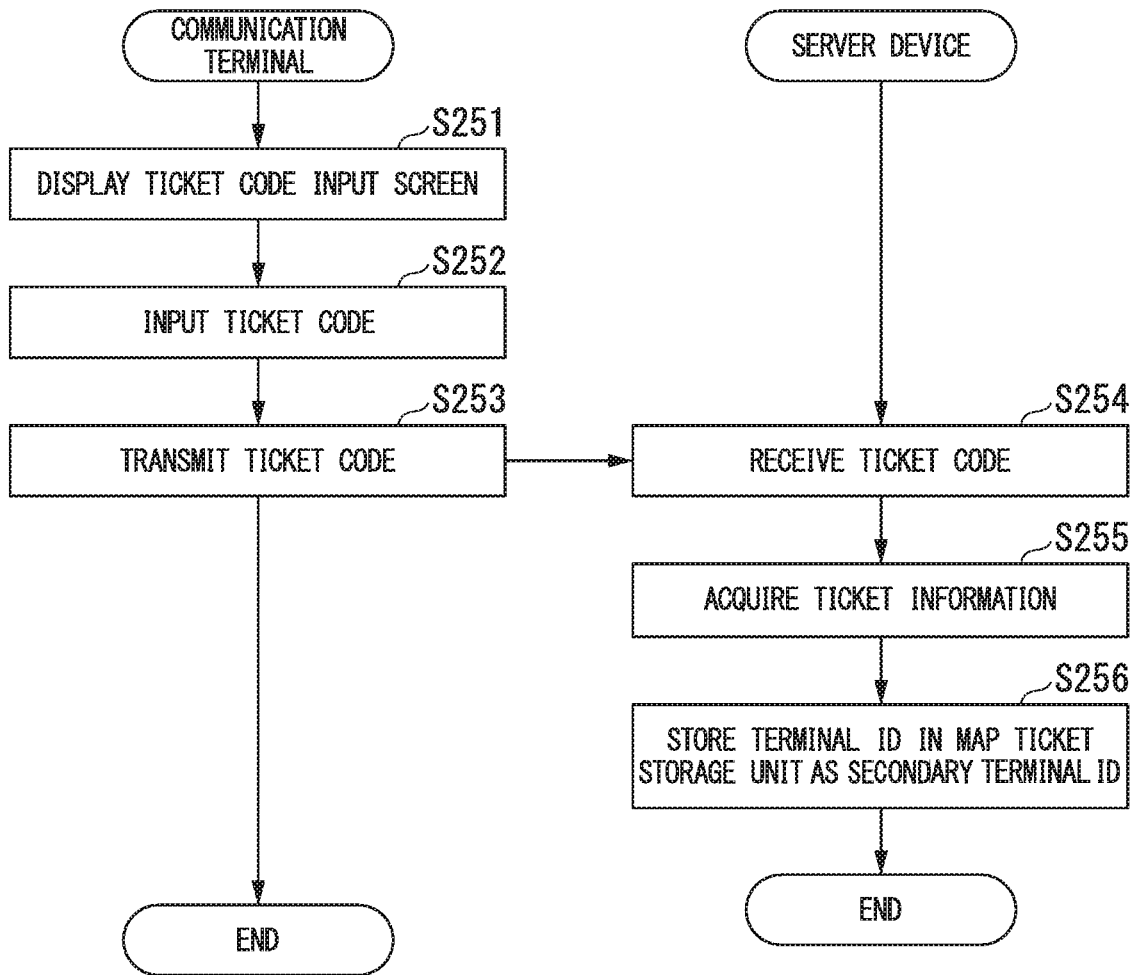 COMMUNICATION
TERMINAL
S251
DISPLAY TICKET CODE INPUT SCREEN
S252
INPUT TICKET CODE
S253
TRANSMIT TICKET CODE
END
SERVER DEVICE
S254
RECEIVE TICKET CODE
S255
ACQUIRE TICKET INFORMATION
S256
STORE TERMINAL ID IN MAP TICKET
STORAGE UNIT AS SECONDARY TERMINAL ID
END